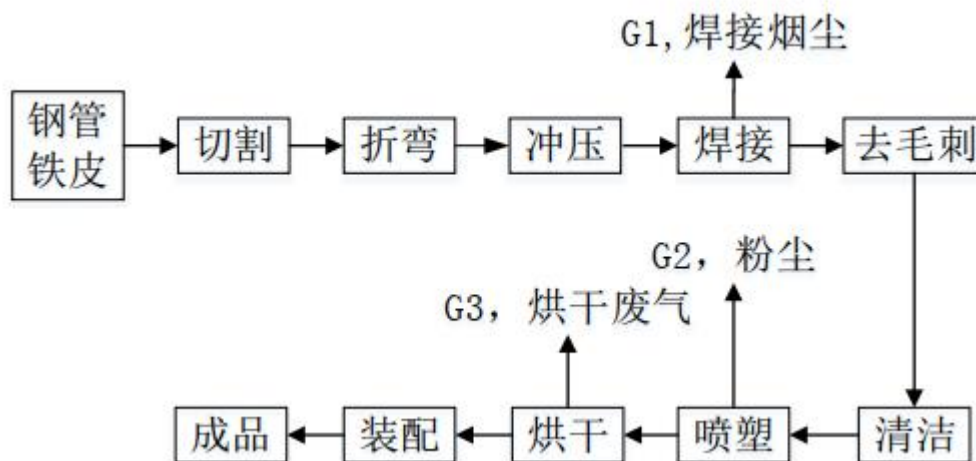 G1,焊接烟尘
钢管
铁皮
切割
折弯
冲压
焊接
去毛刺
G2，粉尘
G3，烘干废气
成品
装配
烘干
喷塑
清洁